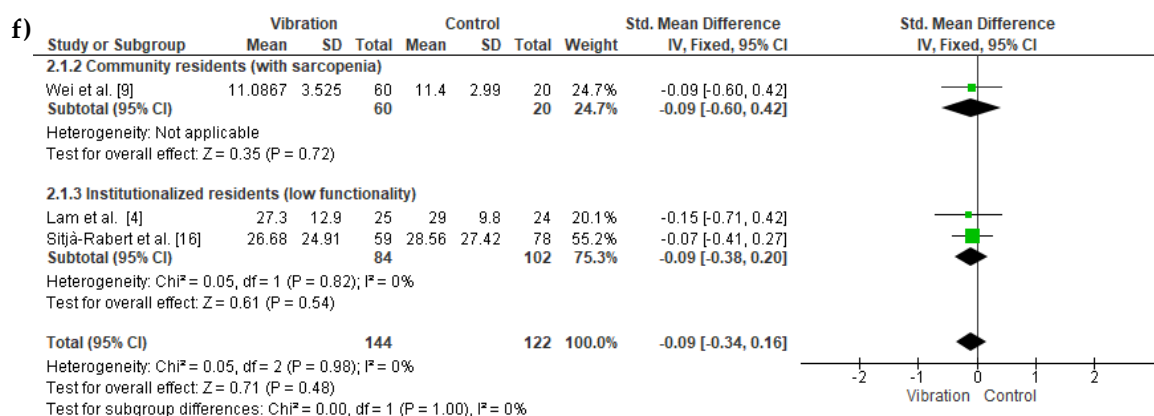 f)
Vibration Control Std. Mean Difference Std. Mean Difference
Study or Subgroup Mean SD Total Mean SD Total Weight IV, Fixed, 95% CI IV, Fixed, 95% CI
2.1.2 Community residents (with sarcopenia)
Wei et al. [9] 11.0867 3.525 60 11.4 2.99 20 24.7% -0.09 [-0.60, 0.42]
Subtotal (95% CI) 60 20 24.7% -0.09 [-0.60, 0.42]
Heterogeneity: Not applicable
Test for overall effect: Z = 0.35 (P = 0.72)
2.1.3 Institutionalized residents (low functionality)
Lam et al. [4] 27.3 12.9 25 29 9.8 24 20.1% -0.15 [-0.71, 0.42]
Sitjà-Rabert et al. [16] 26.68 24.91 59 28.56 27.42 78 55.2% -0.07 [-0.41, 0.27]
Subtotal (95% CI) 84 102 75.3% -0.09 [-0.38, 0.20]
Heterogeneity: Chi² = 0.05, df = 1 (P = 0.82); I² = 0%
Test for overall effect: Z = 0.61 (P = 0.54)
Total (95% CI) 144 122 100.0% -0.09 [-0.34, 0.16]
Heterogeneity: Chi² = 0.05, df = 2 (P = 0.98); I² = 0%
Test for overall effect: Z = 0.71 (P = 0.48)
Test for subgroup differences: Chi² = 0.00, df = 1 (P = 1.00), I² = 0%
-2 -1 0 1 2
Vibration Control